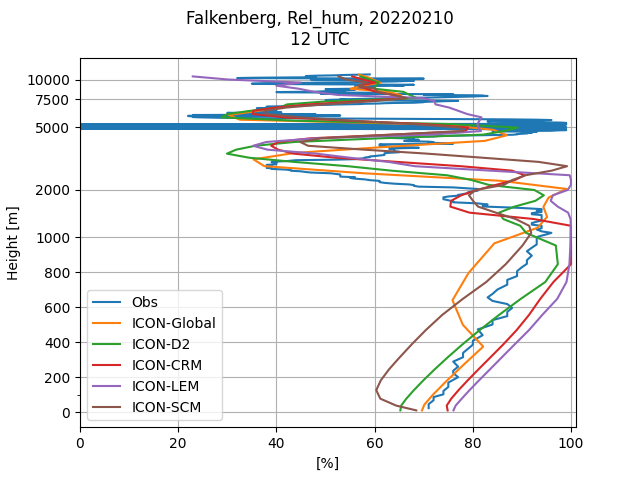 Falkenberg, Rel_hum, 20220210
12 UTC
10000
7500
5000
2000
1000
800
600
400
200
0
Height [m]
Obs
ICON-Global
ICON-D2
ICON-CRM
ICON-LEM
ICON-SCM
0 20 40 60 80 100
[%]